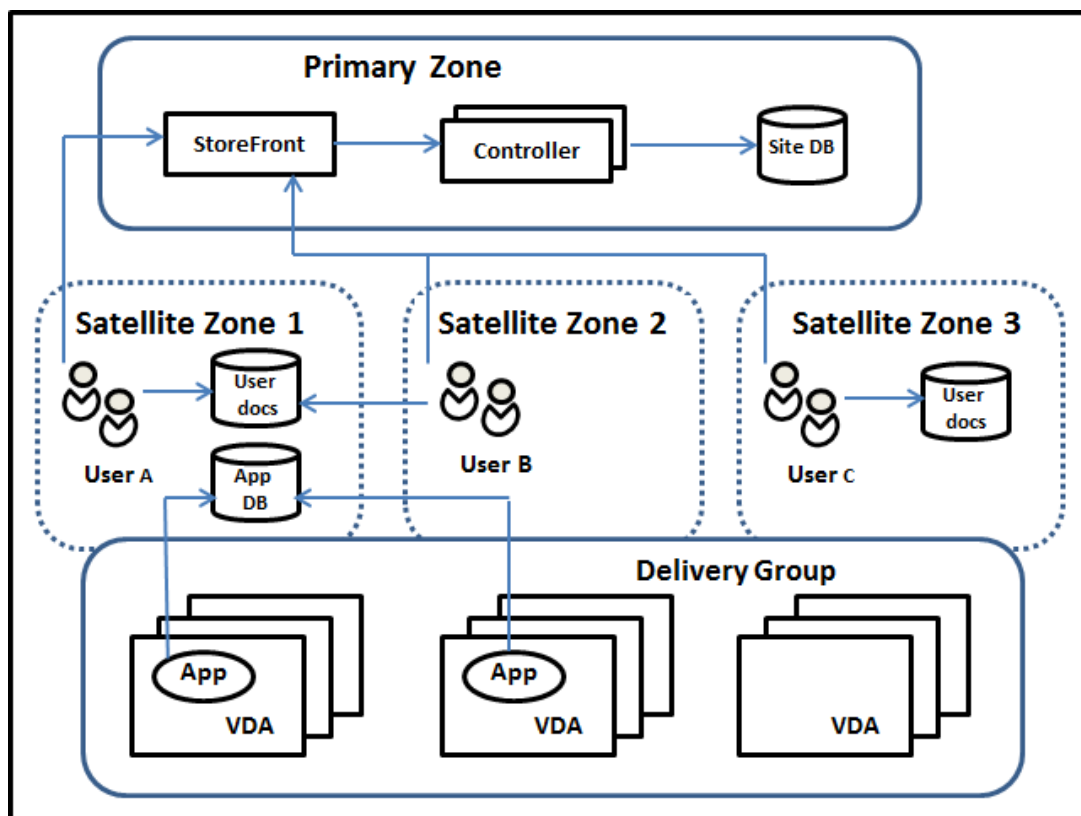 Primary Zone
StoreFront
Controller
Site DB
Satellite Zone 1
Satellite Zone 2
Satellite Zone 3
User
docs
User
docs
User A
User B
User C
App
DB
Delivery Group
App
VDA
App
VDA
VDA